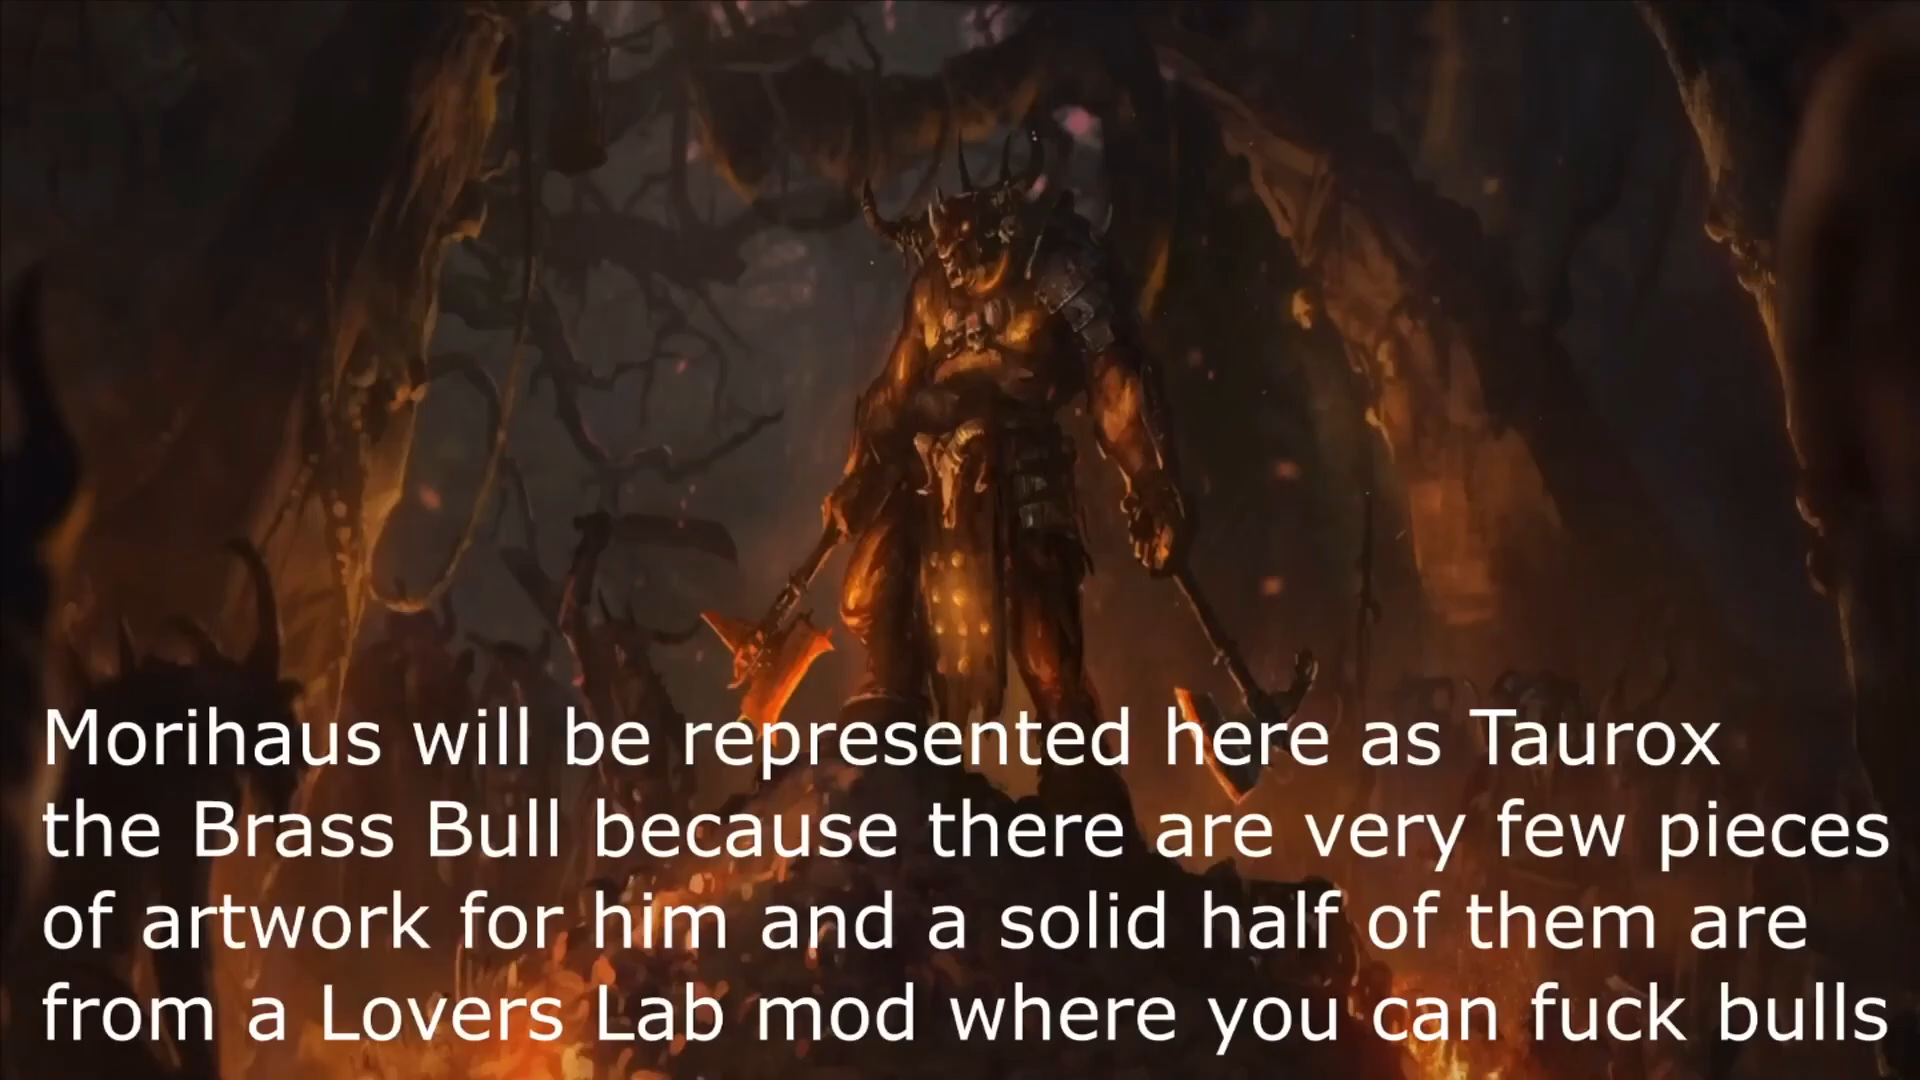 Morihaus will be represented here as Taurox
the Brass Bull because there are very few pieces
of artwork for him and a solid half of them are
from a Lovers Lab mod where you can fuck bulls